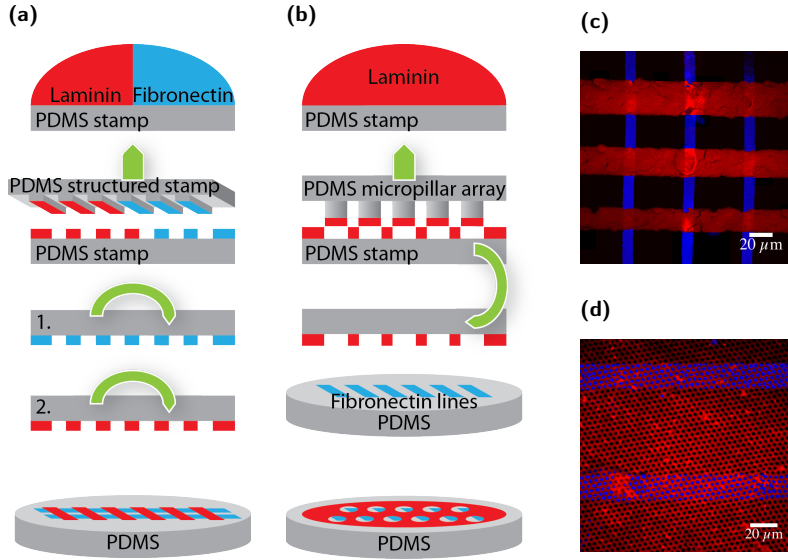 (a)
Laminin Fibronectin
PDMS stamp
PDMS structured stamp
PDMS stamp
1.
2.
PDMS
(b)
Laminin
PDMS stamp
PDMS micropillar array
PDMS stamp
Fibronectin lines
PDMS
PDMS
(c)
20 µm
(d)
20 µm